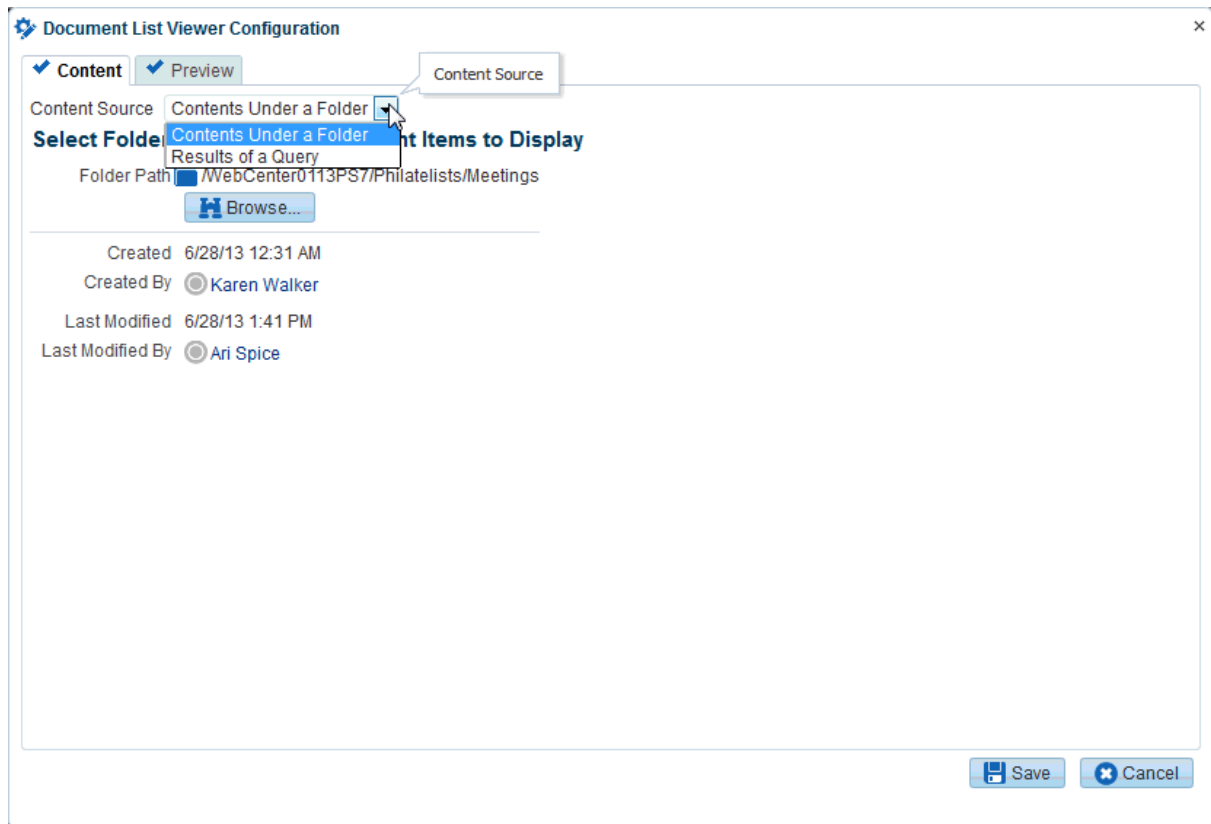 Document List Viewer Configuration
Content Preview
Content Source
Content Source Contents Under a Folder
Contents Under a Folder
Select Folde nt Items to Display
Results of a Query
Folder Path /WebCenter0113PS7/Philatelists/Meetings
Browse...
Created 6/28/13 12:31 AM
Created By Karen Walker
Last Modified 6/28/13 1:41 PM
Last Modified By Ari Spice
Save Cancel